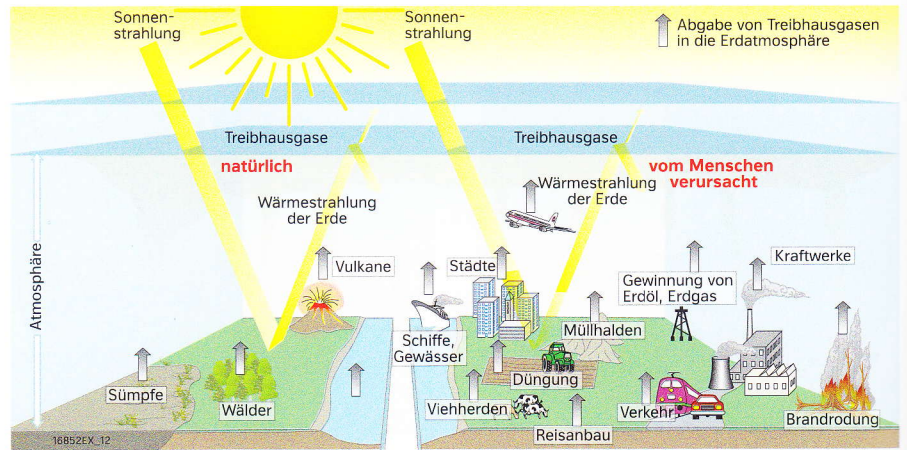 Sonnen-
strahlung
Sonnen-
strahlung
Abgabe von Treibhausgasen
in die Erdatmosphäre
Treibhausgase
natürlich
Treibhausgase
vom Menschen
verursacht
Wärmestrahlung
der Erde
Wärmestrahlung
der Erde
Atmosphäre
Vulkane
Städte
Kraftwerke
Gewinnung von
Erdöl, Erdgas
Schiffe,
Gewässer
Müllhalden
Sümpfe
Wälder
Düngung
Viehherden
Verkehr
Brandrodung
Reisanbau
16852EX_12